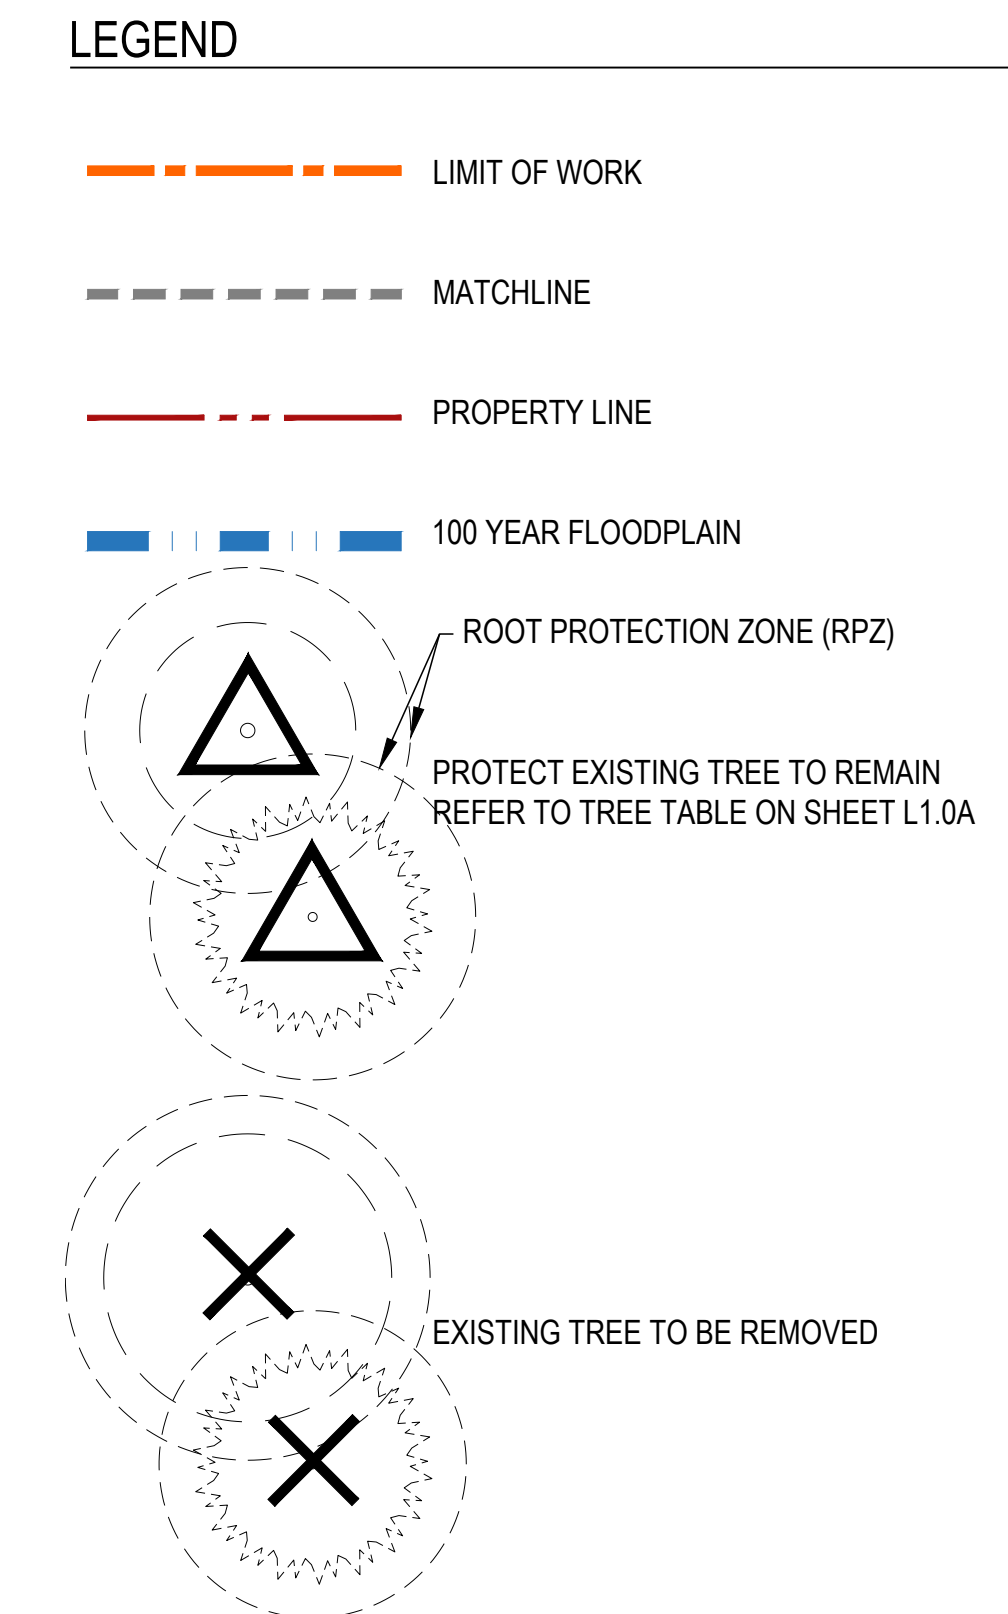 LEGEND
LIMIT OF WORK
MATCHLINE
PROPERTY LINE
100 YEAR FLOODPLAIN
ROOT PROTECTION ZONE (RPZ)
PROTECT EXISTING TREE TO REMAIN
REFER TO TREE TABLE ON SHEET L1.0A
EXISTING TREE TO BE REMOVED